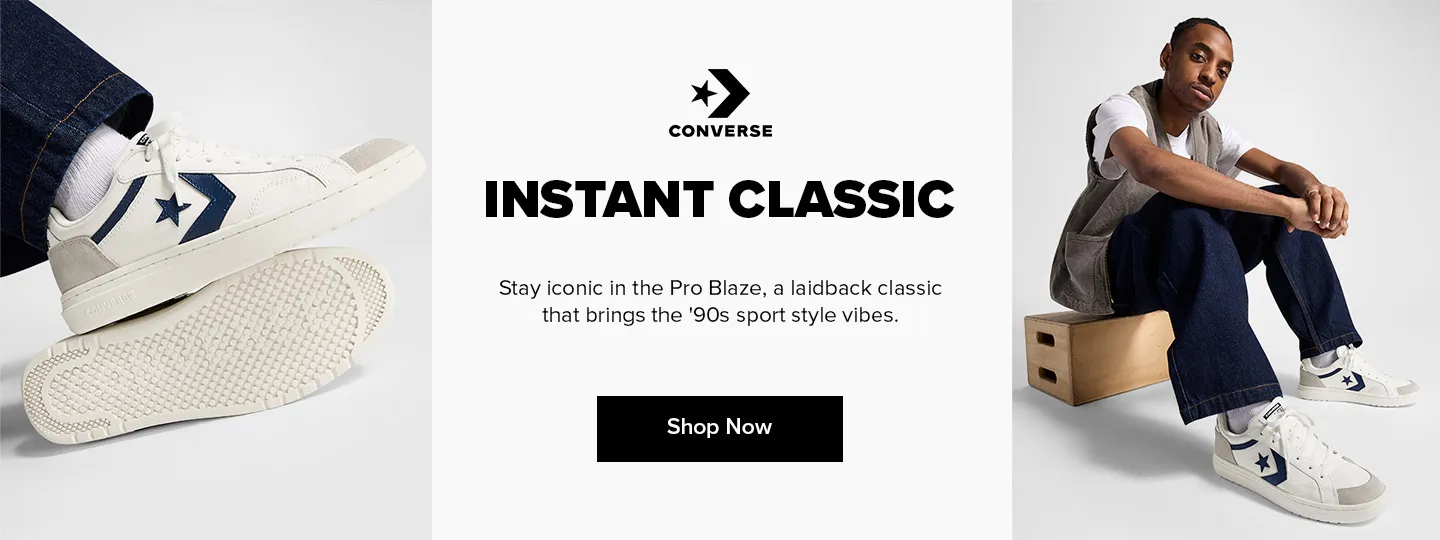 CONVERSE
INSTANT CLASSIC
Stay iconic in the Pro Blaze, a laidback classic
that brings the '90s sport style vibes.
Shop Now
CONVERSE